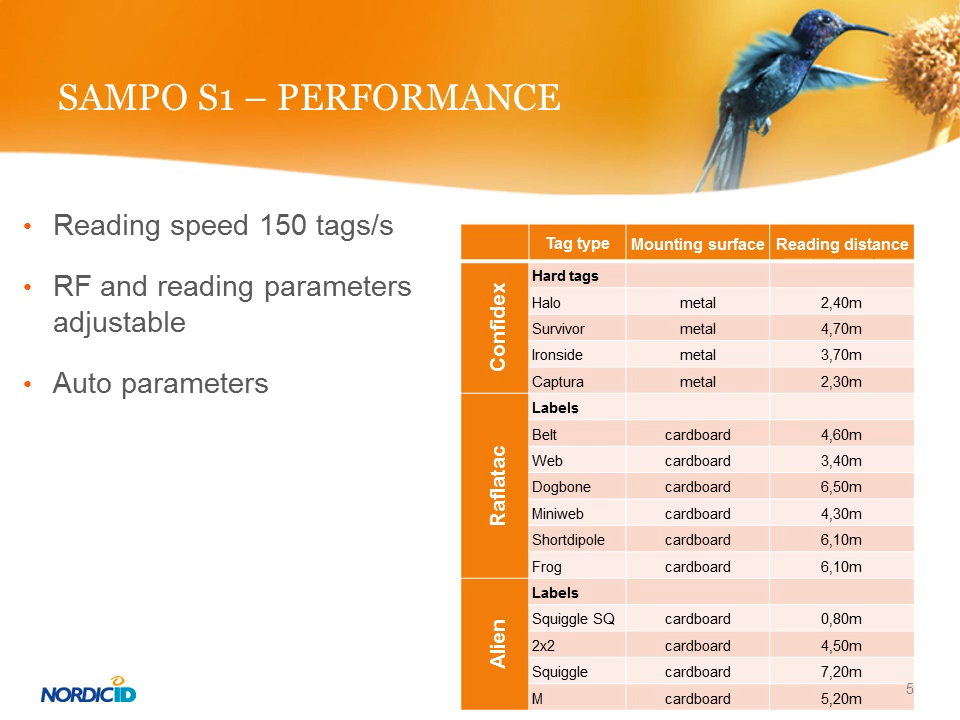 SAMPO S1 – PERFORMANCE
• Reading speed 150 tags/s
• RF and reading parameters
adjustable
• Auto parameters
Tag type Mounting surface Reading distance
Confidex
Hard tags
Halo metal 2,40m
Survivor metal 4,70m
Ironside metal 3,70m
Captura metal 2,30m
Raflatac
Labels
Belt cardboard 4,60m
Web cardboard 3,40m
Dogbone cardboard 6,50m
Miniweb cardboard 4,30m
Shortdipole cardboard 6,10m
Frog cardboard 6,10m
Alien
Labels
Squiggle SQ cardboard 0,80m
2x2 cardboard 4,50m
Squiggle cardboard 7,20m
M cardboard 5,20m
NORDICID
5